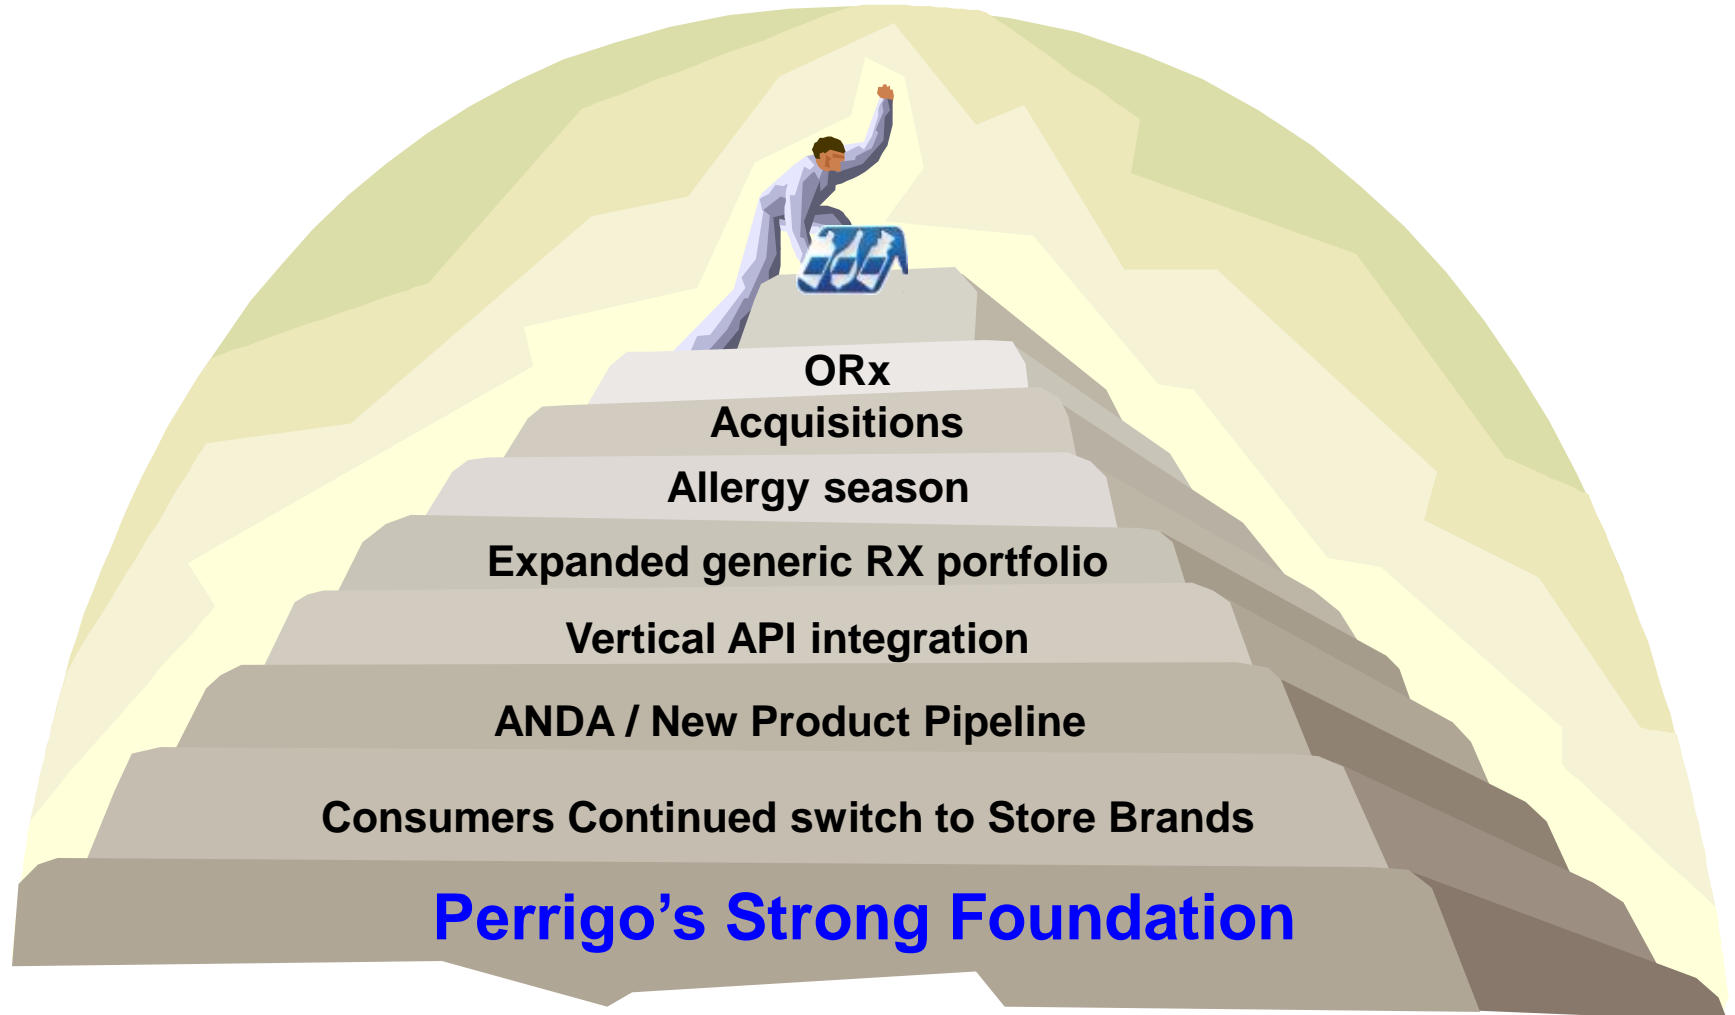 ORx
Acquisitions
Allergy season
Expanded generic RX portfolio
Vertical API integration
ANDA / New Product Pipeline
Consumers Continued switch to Store Brands
Perrigo’s Strong Foundation